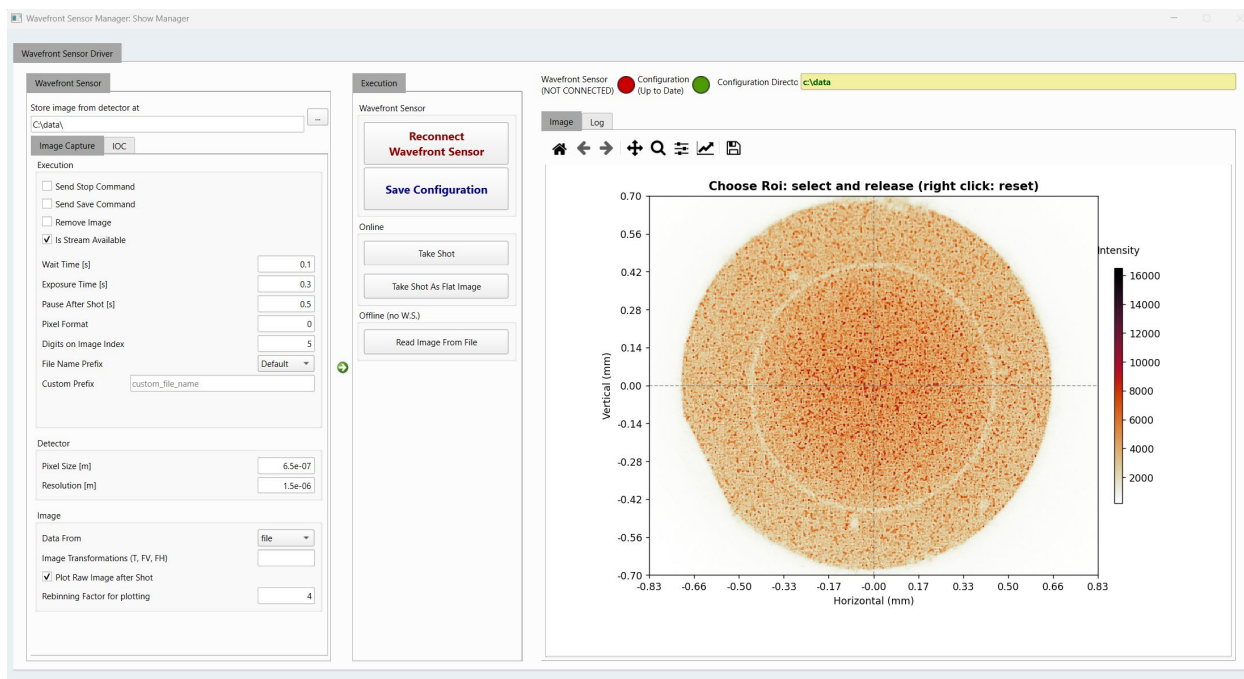 Wavefront Sensor Manager: Show Manager
Wavefront Sensor Driver
Wavefront Sensor
Store image from detector at
C:\data\
...
Image Capture
IOC
Execution
Send Stop Command
Send Save Command
Remove Image
Is Stream Available
Wait Time [s]
0.1
Exposure Time [s]
0.3
Pause After Shot [s]
0.5
Pixel Format
0
Digits on Image Index
5
File Name Prefix
Default
Custom Prefix
custom_file_name
Detector
Pixel Size [m]
6.5e-07
Resolution [m]
1.5e-06
Image
Data From
file
Image Transformations (T, FV, FH)
Plot Raw Image after Shot
Rebinning Factor for plotting
4
Execution
Wavefront Sensor
Reconnect
Wavefront Sensor
Save Configuration
Online
Take Shot
Take Shot As Flat Image
Offline (no W.S.)
Read Image From File
Wavefront Sensor
(NOT CONNECTED)
Configuration
(Up to Date)
Configuration Directo
c:\data
Image
Log
Choose Roi: select and release (right click: reset)
0.70
0.56
0.42
0.28
0.14
0.00
-0.14
-0.28
-0.42
-0.56
-0.70
Vertical (mm)
-0.83
-0.66
-0.50
-0.33
-0.17
-0.00
0.17
0.33
0.50
0.66
0.83
Horizontal (mm)
Intensity
16000
14000
12000
10000
8000
6000
4000
2000